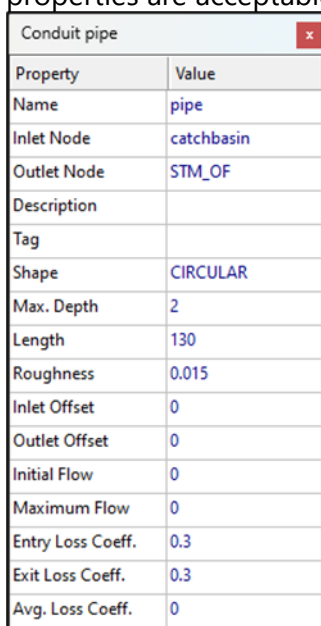 properties are
Conduit pipe
x
Property Value
Name pipe
Inlet Node catchbasin
Outlet Node STM_OF
Description
Tag
Shape CIRCULAR
Max. Depth 2
Length 130
Roughness 0.015
Inlet Offset 0
Outlet Offset 0
Initial Flow 0
Maximum Flow 0
Entry Loss Coeff. 0.3
Exit Loss Coeff. 0.3
Avg. Loss Coeff. 0